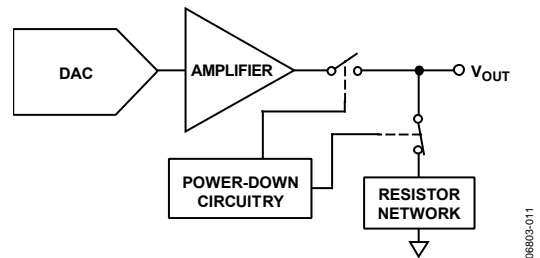 DAC
AMPLIFIER
VOUT
POWER-DOWN
CIRCUITRY
RESISTOR
NETWORK
06803-011